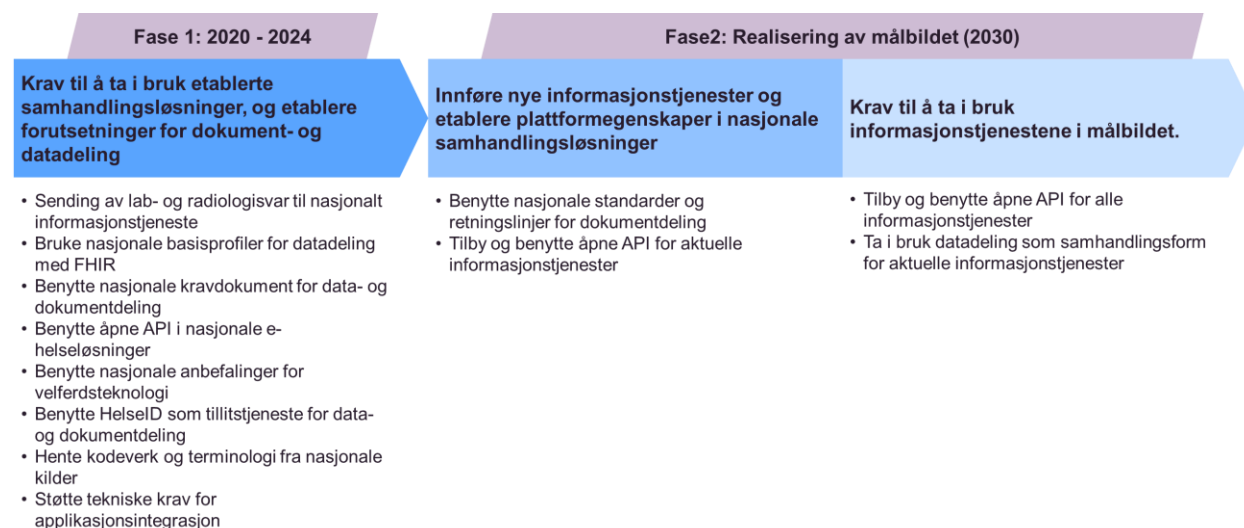 Fase 1: 2020 - 2024
Fase2: Realisering av målbildet (2030)
Krav til å ta i bruk etablerte
samhandlingsløsninger, og etablere
forutsetninger for dokument- og
datadeling
Innføre nye informasjonstjenester og
etablere plattformegenskaper i nasjonale
samhandlingsløsninger
Krav til å ta i bruk
informasjonstjenestene i målbildet.
• Sending av lab- og radiologisvar til nasjonalt
informasjonstjeneste
• Bruke nasjonale basisprofiler for datadeling
med FHIR
• Benytte nasjonale kravdokument for data- og
dokumentdeling
• Benytte åpne API i nasjonale e-
helseløsninger
• Benytte nasjonale anbefalinger for
velferdsteknologi
• Benytte HelseID som tillitstjeneste for data-
og dokumentdeling
• Hente kodeverk og terminologi fra nasjonale
kilder
• Støtte tekniske krav for
applikasjonsintegrasjon
• Benytte nasjonale standarder og
retningslinjer for dokumentdeling
• Tilby og benytte åpne API for aktuelle
informasjonstjenester
• Tilby og benytte åpne API for alle
informasjonstjenester
• Ta i bruk datadeling som samhandlingsform
for aktuelle informasjonstjenester